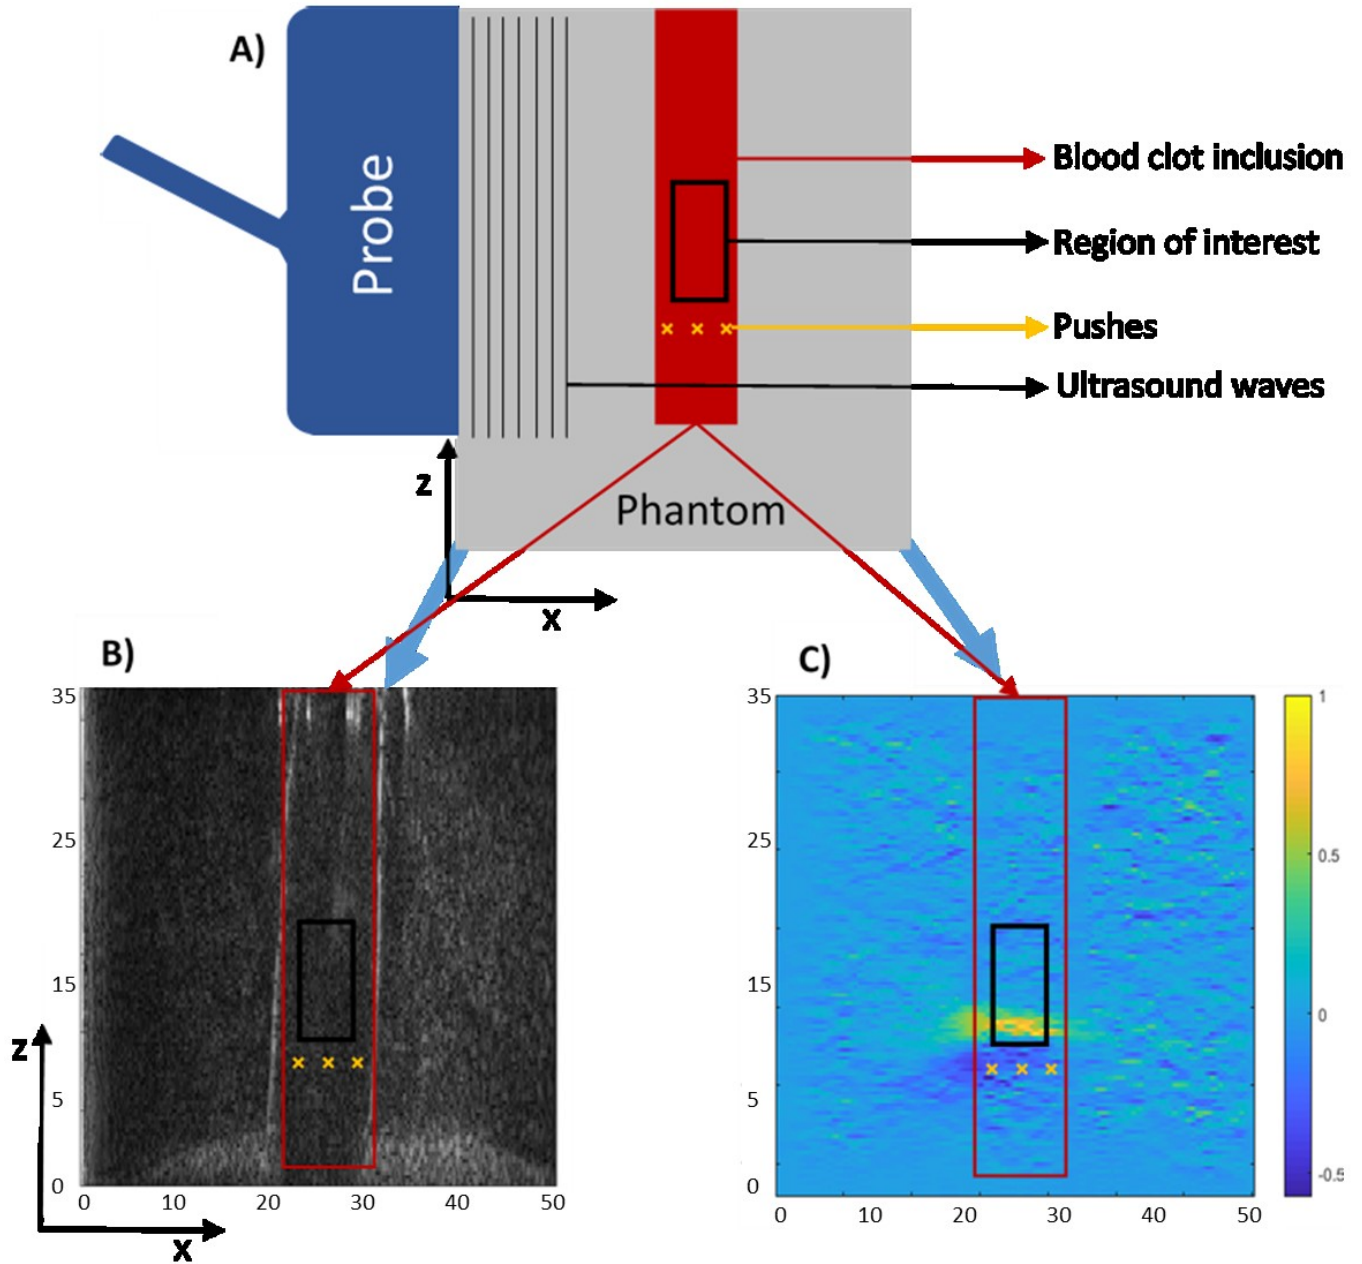 A)
Probe
Blood clot inclusion
Region of interest
Pushes
Ultrasound waves
z
Phantom
x
B)
35
25
15
5
0
0 10 20 30 40 50
z
x
C)
35
25
15
5
0
0 10 20 30 40 50
1
0.5
0
-0.5